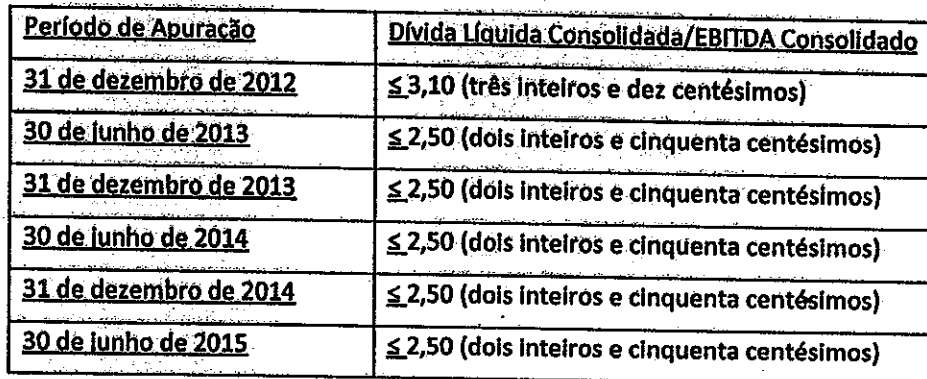 Período de Apuração Dívida Líquida Consolidada/EBITDA Consolidado
31 de dezembro de 2012 ≤ 3,10 (três inteiros e dez centésimos)
30 de junho de 2013 ≤ 2,50 (dois inteiros e cinquenta centésimos)
31 de dezembro de 2013 ≤ 2,50 (dois inteiros e cinquenta centésimos)
30 de junho de 2014 ≤ 2,50 (dois inteiros e cinquenta centésimos)
31 de dezembro de 2014 ≤ 2,50 (dois inteiros e cinquenta centésimos)
30 de junho de 2015 ≤ 2,50 (dois inteiros e cinquenta centésimos)